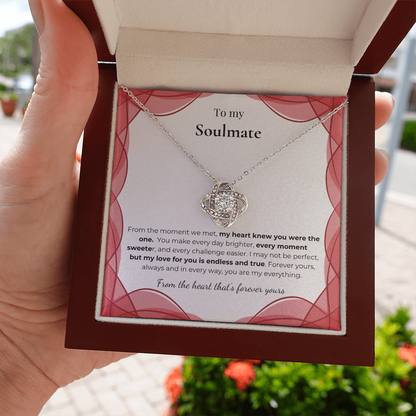 To my
Soulmate
From the moment we met, my heart knew you were the
one. You make every day brighter, every moment
sweeter, and every challenge easier. I may not be perfect,
but my love for you is endless and true. Forever yours,
always and in every way, you are my everything.
From the heart that's forever yours